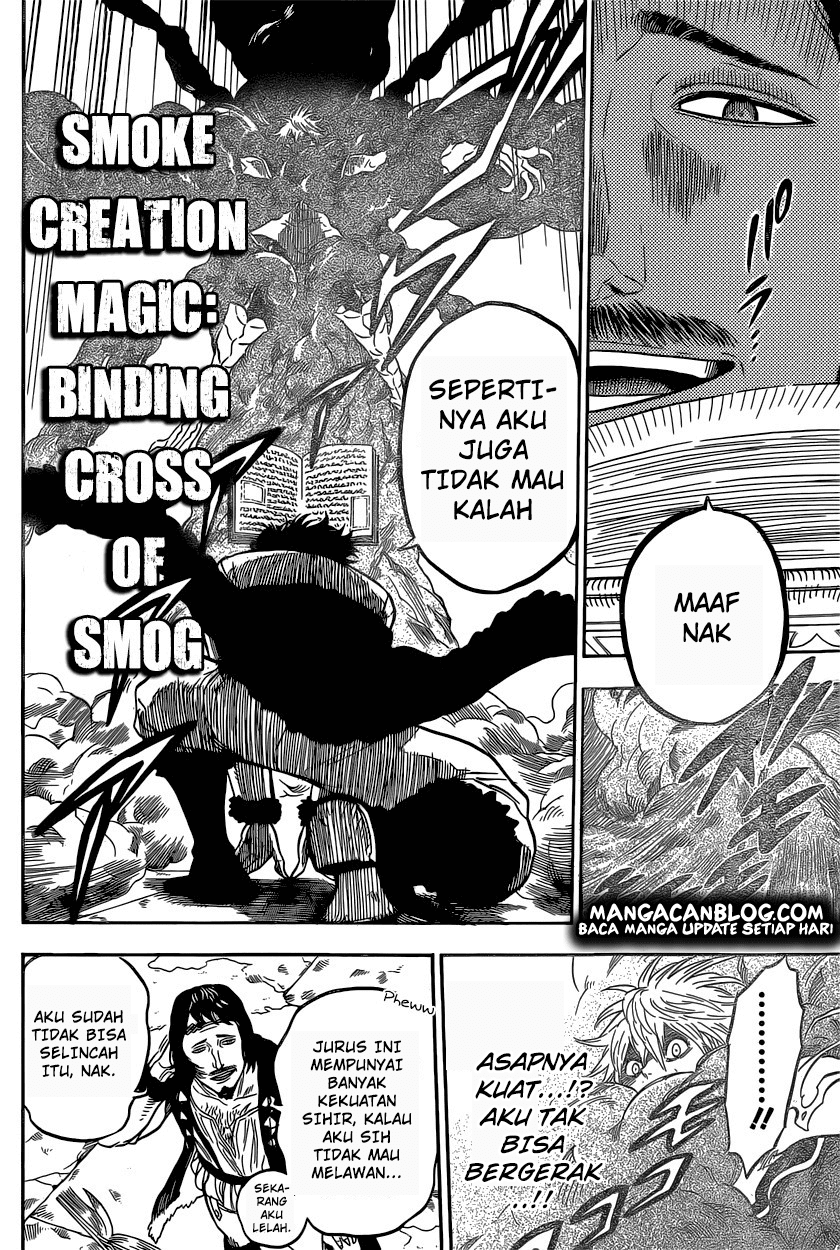 MAAF
NAK
SEPERTI-
NYA AKU
JUGA
TIDAK MAU
KALAH
SMOKE
CREATION
MAGIC:
BINDING
CROSS
OF
SMOG
MANGACANBLOG.COM
BACA MANGA UPDATE SETIAP HARI
........!!
ASAPNYA
KUAT...!?
AKU TAK
BISA
BERGERAK
..!!
Pheww
JURUS INI
MEMPUNYAI
BANYAK
KEKUATAN
SIHIR, KALAU
AKU SIH
TIDAK MAU
MELAWAN...
SEKA-
RANG
AKU
LELAH.
AKU SUDAH
TIDAK BISA
SELINCAH
ITU, NAK.